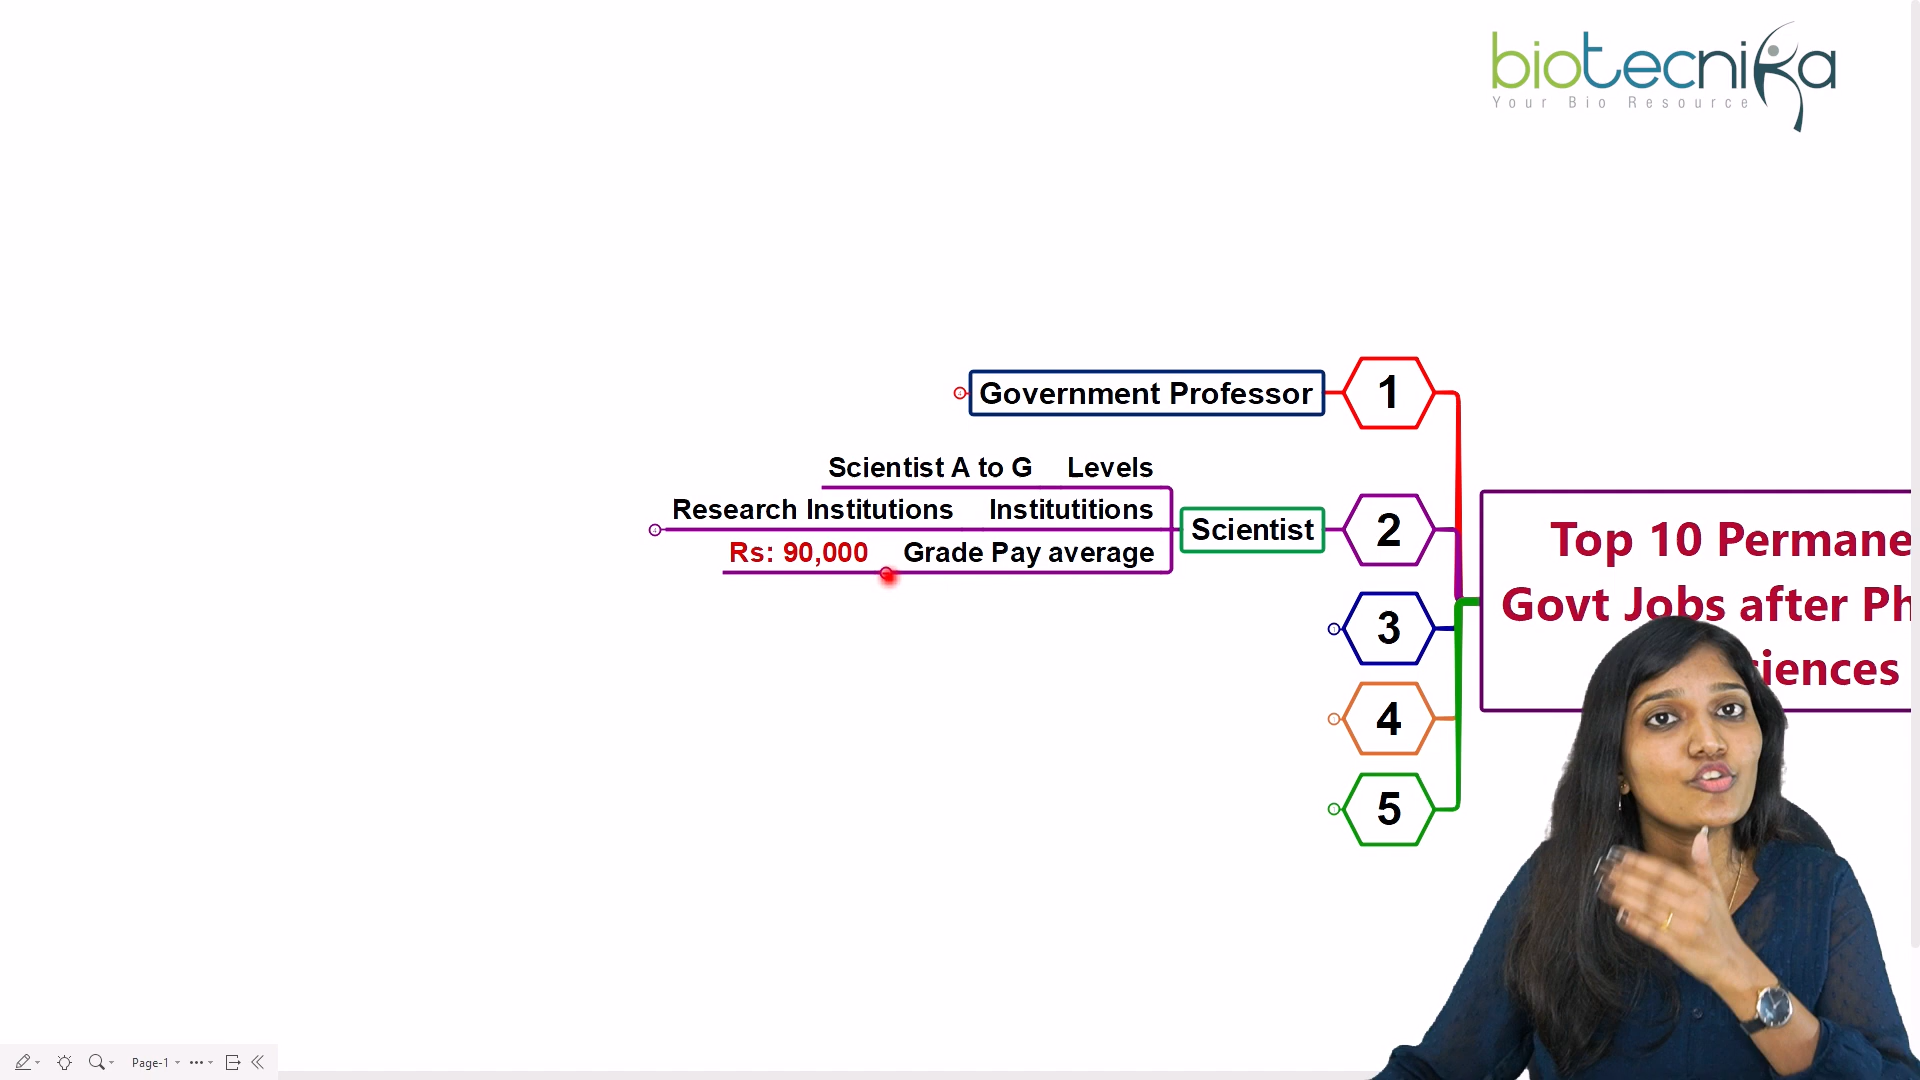 biotecnika
Your Bio Resource
Government Professor
1
Scientist A to G Levels
Research Institutions Instititutions
Rs: 90,000 Grade Pay average
Scientist
2
3
4
5
Top 10 Permane
Govt Jobs after Ph
iences
Page-1